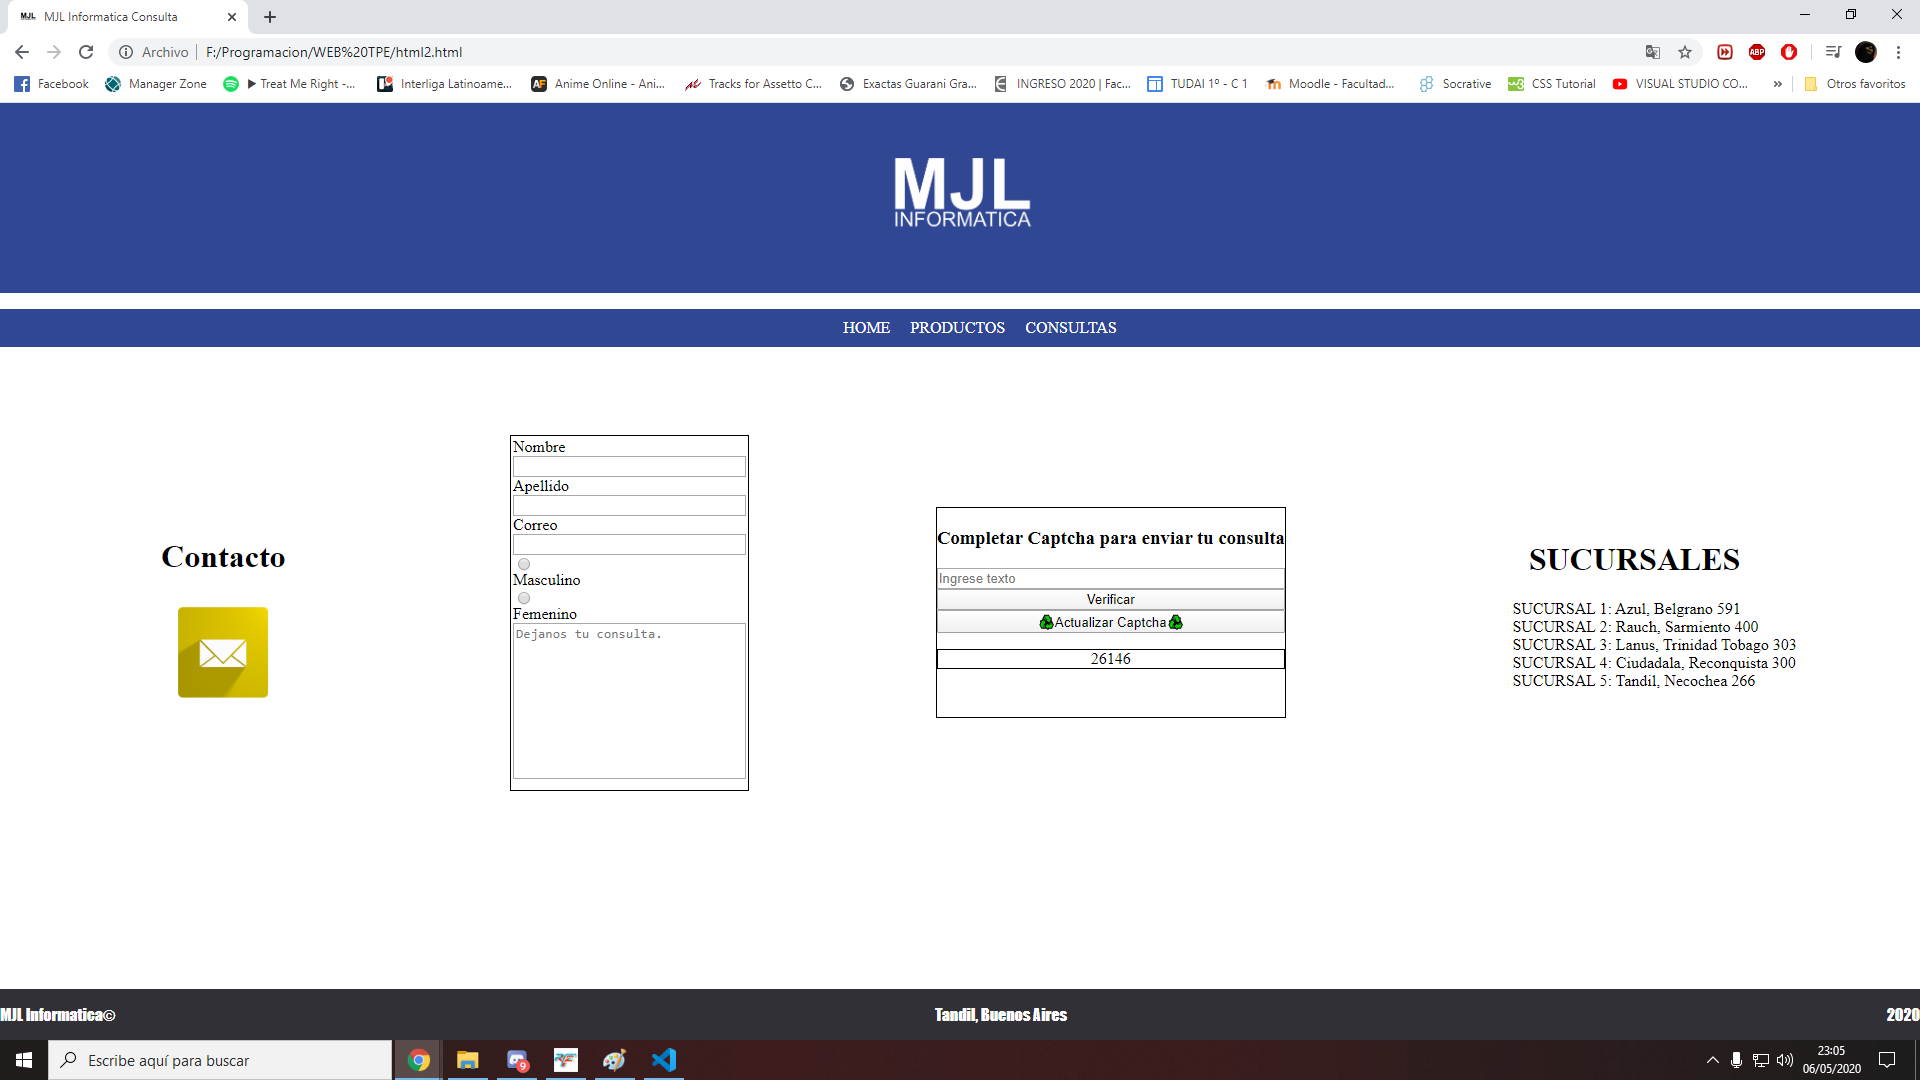 MJL MJL Informatica Consulta
Archivo F:/Programacion/WEB%20TPE/html2.html
Facebook Manager Zone Treat Me Right -... Interliga Latinoame... Anime Online - Ani... Tracks for Assetto C... Exactas Guarani Gra... INGRESO 2020 | Fac... TUDAI 1º - C 1 Moodle - Facultad... Socrative CSS Tutorial VISUAL STUDIO CO... » Otros favoritos
MJL
INFORMATICA
HOME PRODUCTOS CONSULTAS
Contacto
Nombre
Apellido
Correo
Masculino
Femenino
Dejanos tu consulta.
Completar Captcha para enviar tu consulta
Ingrese texto
Verificar
Actualizar Captcha
26146
SUCURSALES
SUCURSAL 1: Azul, Belgrano 591
SUCURSAL 2: Rauch, Sarmiento 400
SUCURSAL 3: Lanus, Trinidad Tobago 303
SUCURSAL 4: Ciudadala, Reconquista 300
SUCURSAL 5: Tandil, Necochea 266
MJL Informatica© Tandil, Buenos Aires 2020
Escribe aquí para buscar
9
23:05
06/05/2020